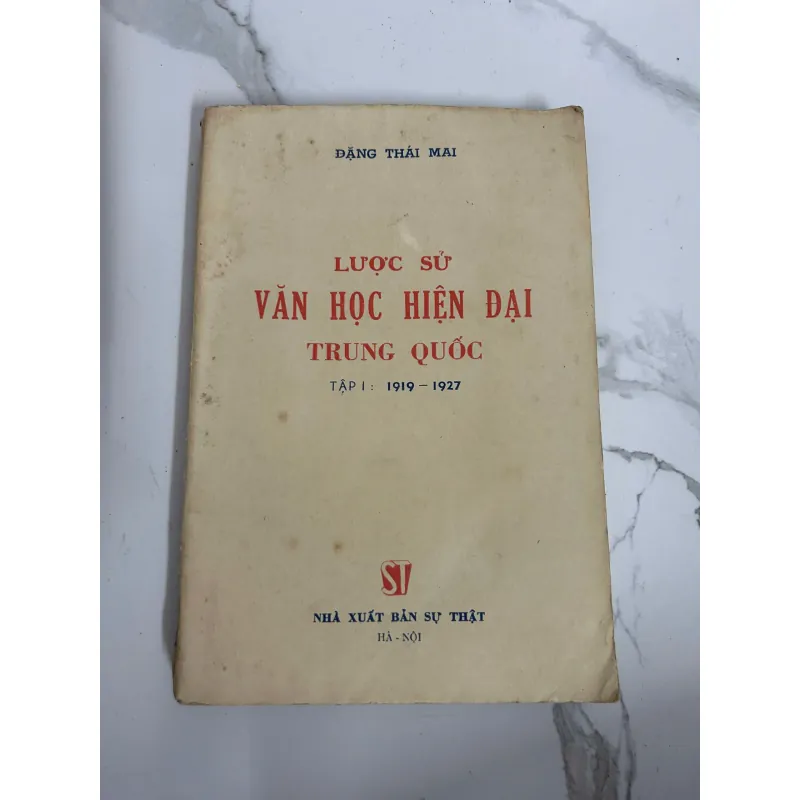 ĐẶNG THÁI MAI
LƯỢC SỬ
VĂN HỌC HIỆN ĐẠI
TRUNG QUỐC
TẬP I : 1919 – 1927
ST
NHÀ XUẤT BẢN SỰ THẬT
HÀ - NỘI